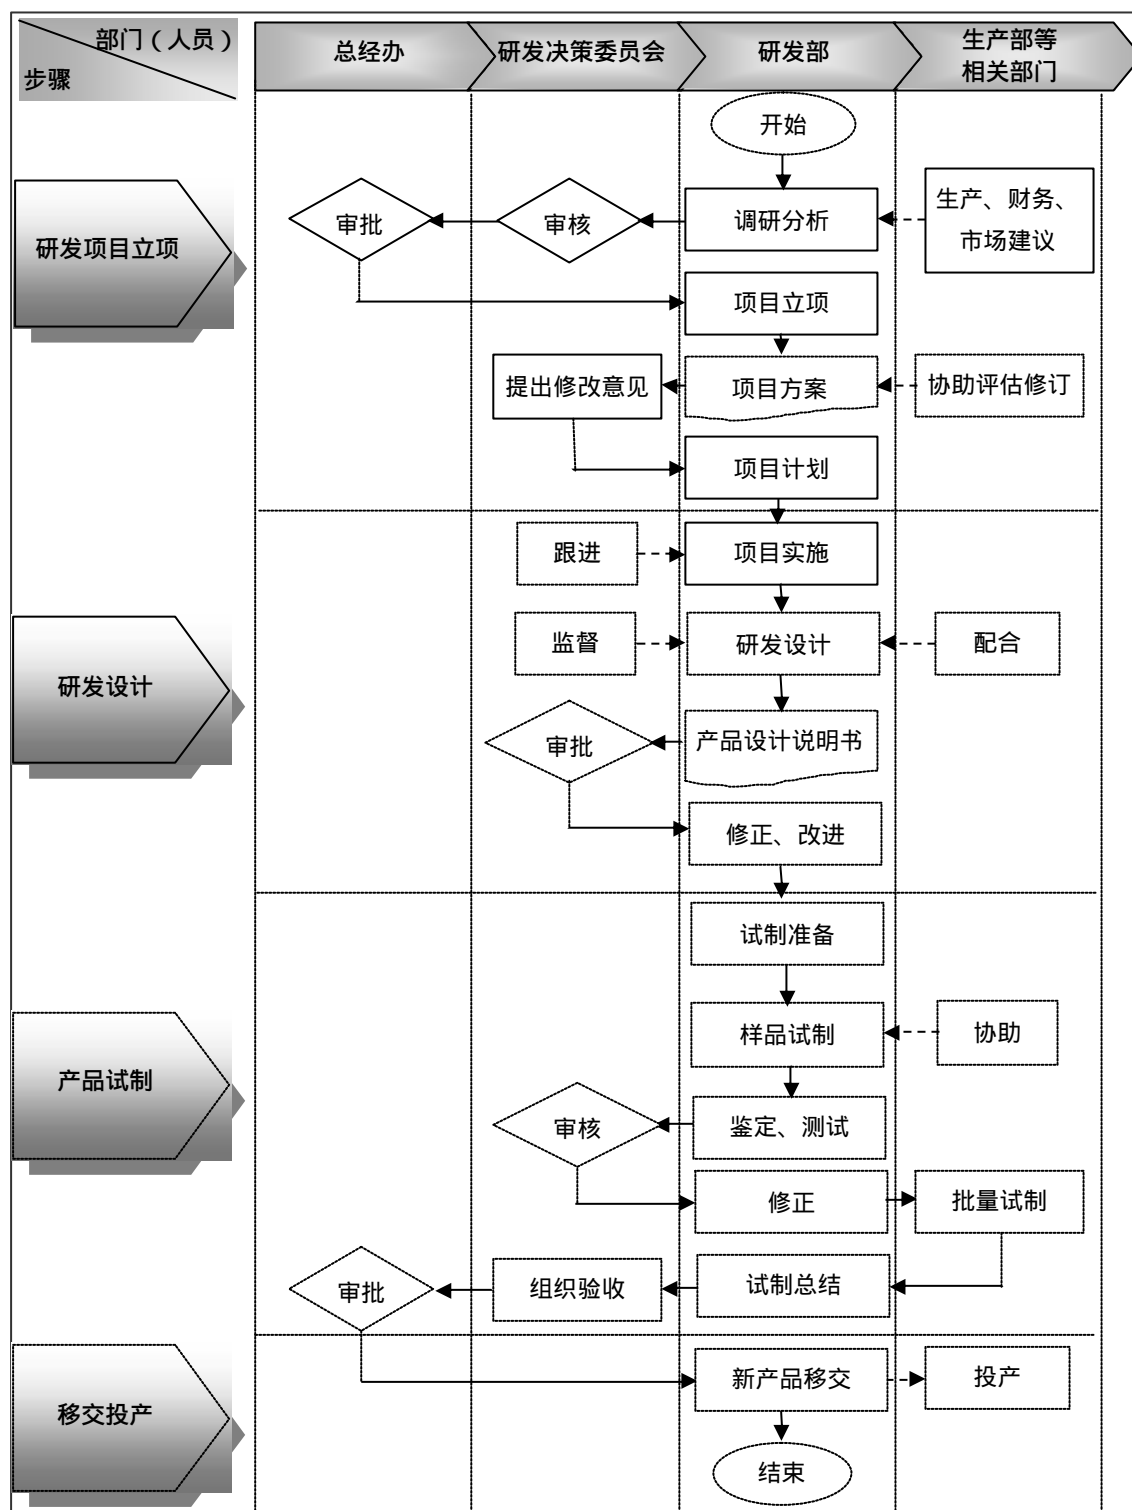 部门（人员）
步骤
总经办
研发决策委员会
研发部
生产部等
相关部门
开始
研发项目立项
审批
审核
调研分析
生产、财务、
市场建议
项目立项
提出修改意见
项目方案
协助评估修订
项目计划
跟进
项目实施
研发设计
监督
研发设计
配合
审批
产品设计说明书
修正、改进
试制准备
产品试制
样品试制
协助
审核
鉴定、测试
修正
批量试制
审批
组织验收
试制总结
移交投产
新产品移交
投产
结束